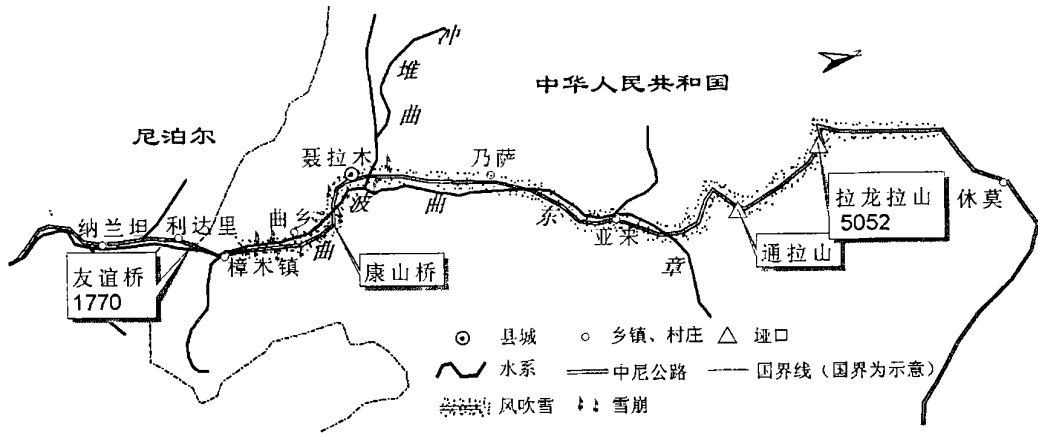 中华人民共和国
尼泊尔
冲
堆
曲
聂拉木
乃萨
纳兰坦
利达里
曲乡
樟木镇
波
曲
曲
东
亚来
章
友谊桥
1770
康山桥
通拉山
拉龙拉山
5052
休莫
县城
乡镇、村庄
垭口
水系
中尼公路
国界线（国界为示意）
风吹雪
雪崩